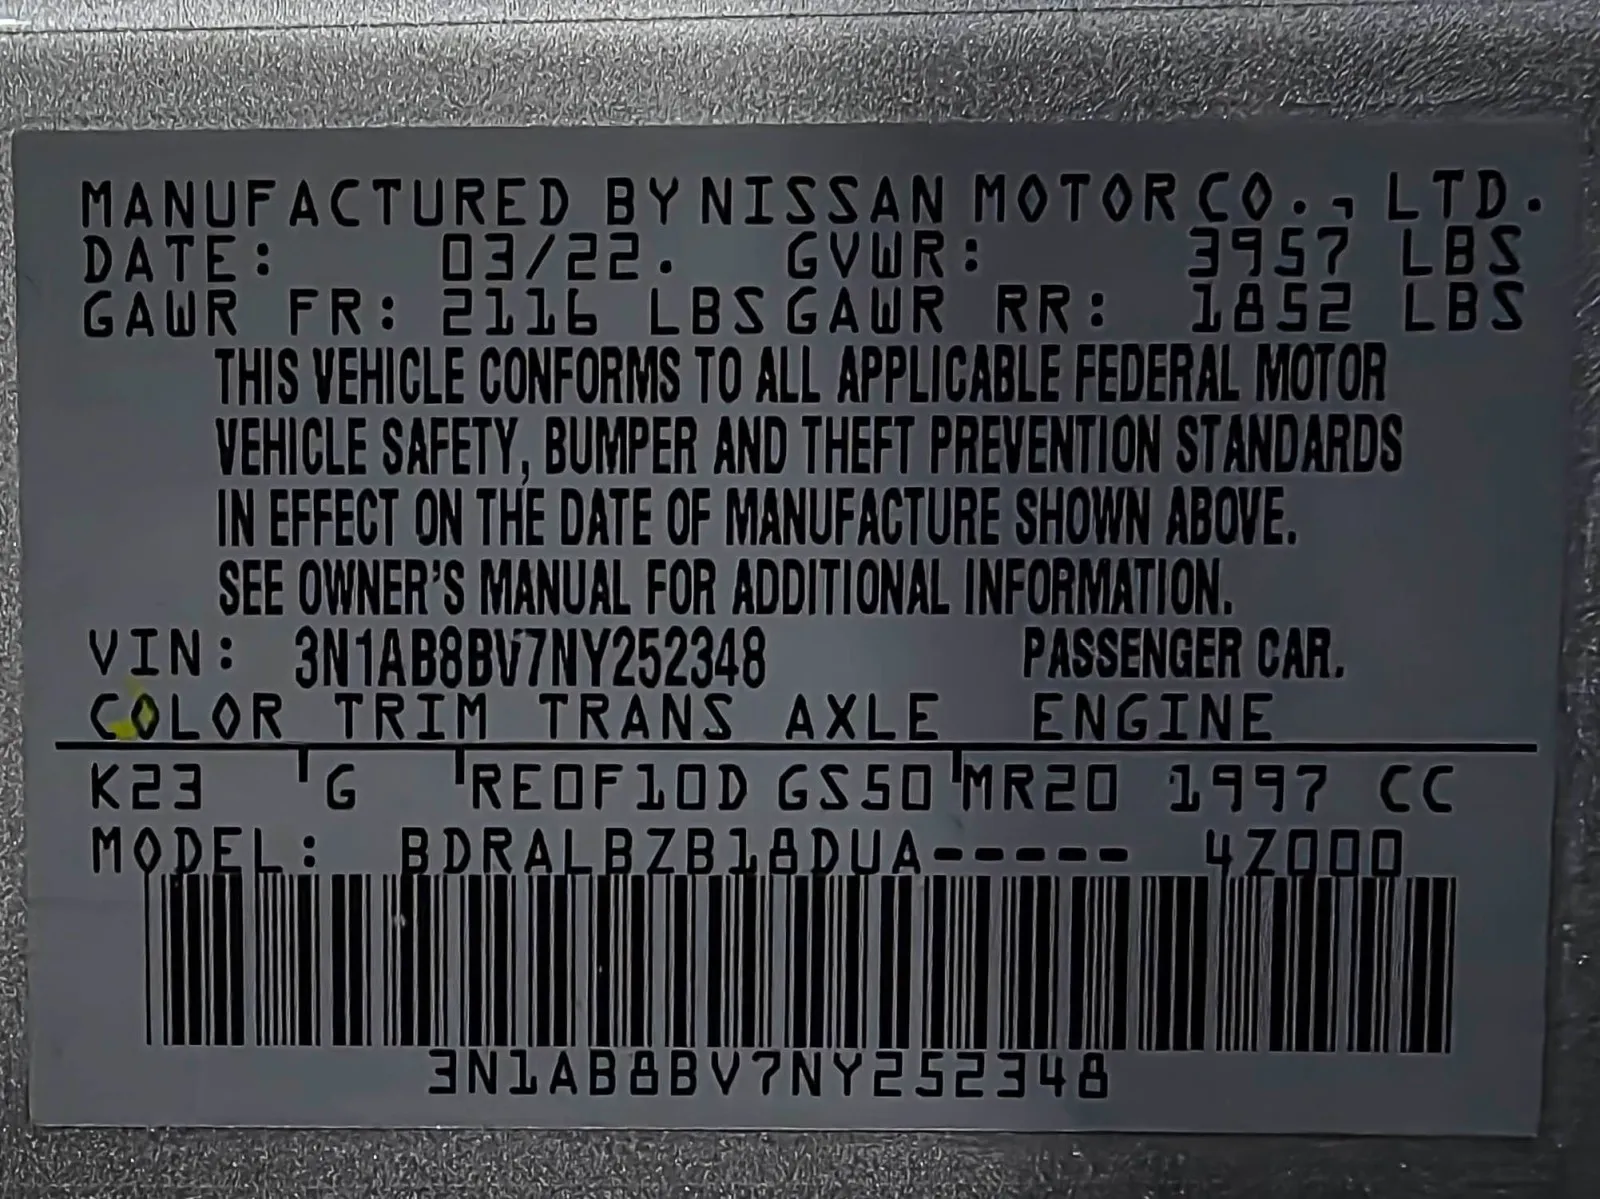 MANUFACTURED BY NISSAN MOTOR CO., LTD.
DATE: 03/22. GVWR: 3957 LBS
GAWR FR: 2116 LBS GAWR RR: 1852 LBS
THIS VEHICLE CONFORMS TO ALL APPLICABLE FEDERAL MOTOR
VEHICLE SAFETY, BUMPER AND THEFT PREVENTION STANDARDS
IN EFFECT ON THE DATE OF MANUFACTURE SHOWN ABOVE.
SEE OWNER'S MANUAL FOR ADDITIONAL INFORMATION.
VIN: 3N1AB8BV7NY252348 PASSENGER CAR.
COLOR TRIM TRANS AXLE ENGINE
K23 G RE0F10D GS50 MR20 1997 CC
MODEL: BDRALBZB18DUA----- 4Z000
3N1AB8BV7NY252348